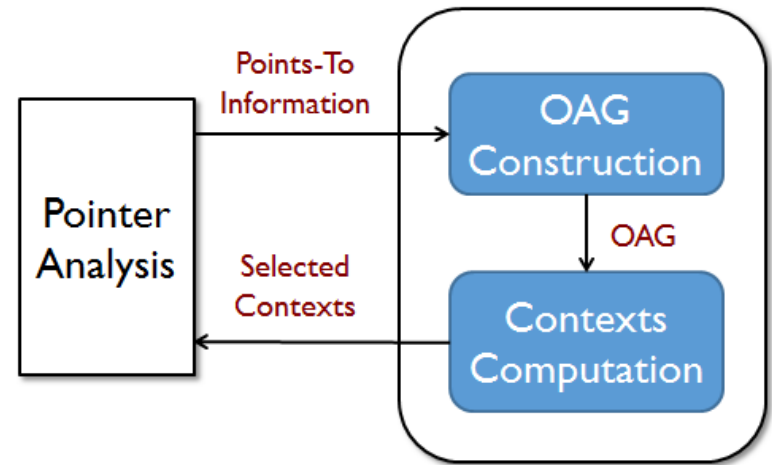 Points-To
Information
OAG
Construction
Pointer
Analysis
OAG
Selected
Contexts
Contexts
Computation